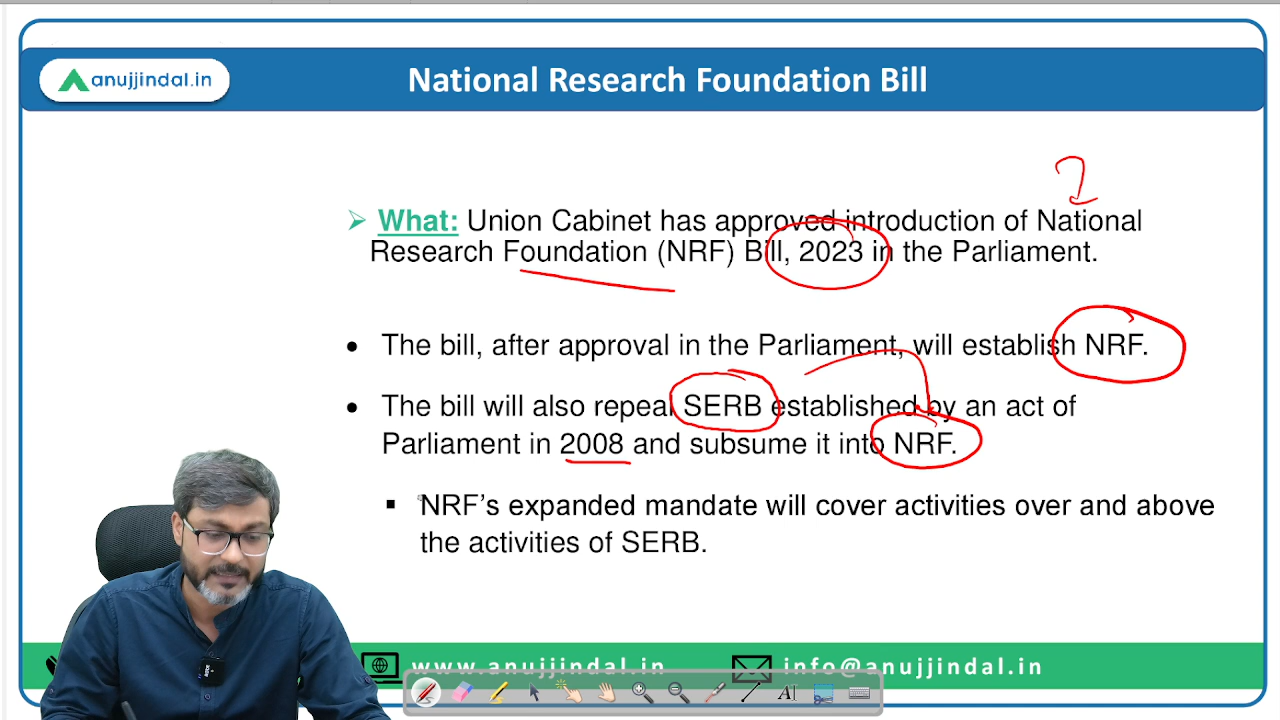 anujjindal.in
National Research Foundation Bill
➢ What: Union Cabinet has approved introduction of National
Research Foundation (NRF) Bill, 2023 in the Parliament.
• The bill, after approval in the Parliament, will establish NRF.
• The bill will also repeal SERB established by an act of
Parliament in 2008 and subsume it into NRF.
▪ NRF’s expanded mandate will cover activities over and above
the activities of SERB.
www.anujjindal.in
info@anujjindal.in